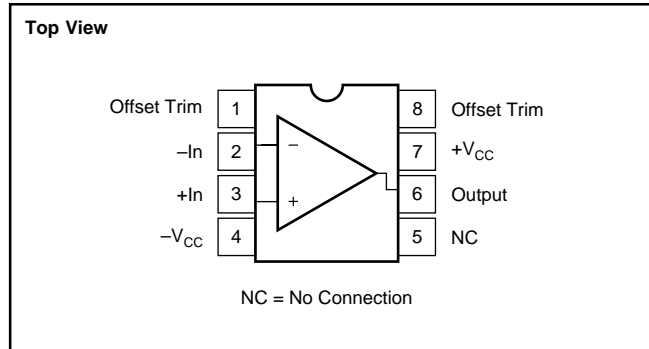 Top View
Offset Trim 1 8 Offset Trim
–In 2 – 7 +VCC
+In 3 + 6 Output
–VCC 4 5 NC
NC = No Connection